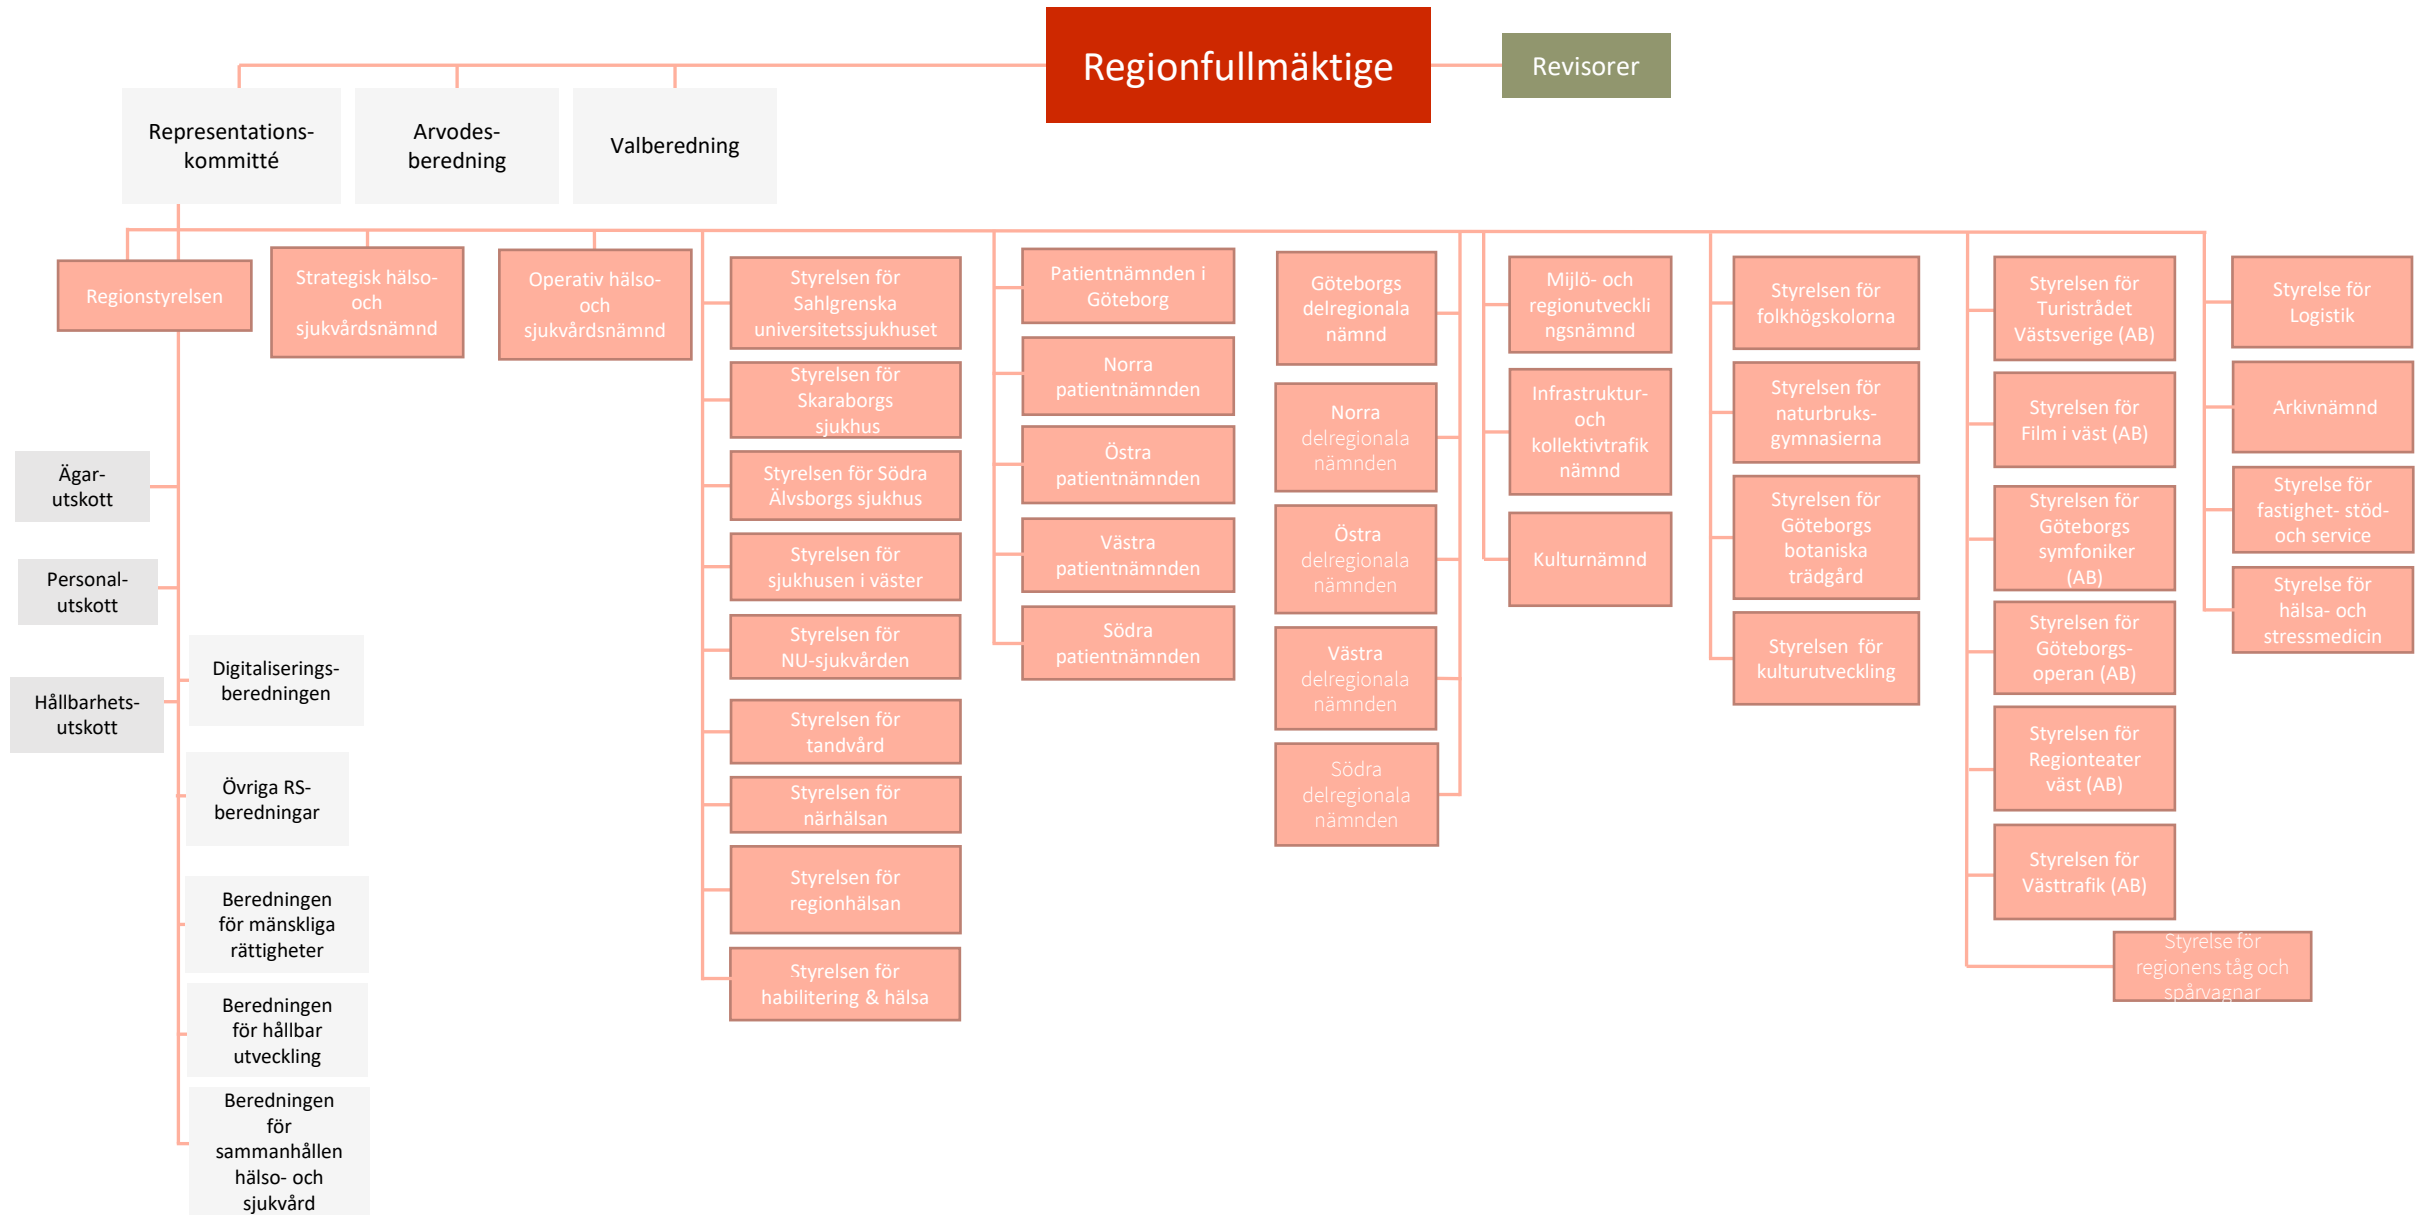 Regionfullmäktige
Revisorer
Representations-
kommitté
Arvodes-
beredning
Valberedning
Regionstyrelsen
Strategisk hälso-
och
sjukvårdsnämnd
Operativ hälso-
och
sjukvårdsnämnd
Ägar-
utskott
Personal-
utskott
Hållbarhets-
utskott
Digitaliserings-
beredningen
Övriga RS-
beredningar
Beredningen
för mänskliga
rättigheter
Beredningen
för hållbar
utveckling
Beredningen
för
sammanhållen
hälso- och
sjukvård
Styrelsen för
Sahlgrenska
universitetssjukhuset
Styrelsen för
Skaraborgs
sjukhus
Styrelsen för Södra
Älvsborgs sjukhus
Styrelsen för
sjukhusen i väster
Styrelsen för
NU-sjukvården
Styrelsen för
tandvård
Styrelsen för
närhälsan
Styrelsen för
regionhälsan
Styrelsen för
habilitering & hälsa
Patientnämnden i
Göteborg
Norra
patientnämnden
Östra
patientnämnden
Västra
patientnämnden
Södra
patientnämnden
Göteborgs
delregionala
nämnd
Norra
delregionala
nämnden
Östra
delregionala
nämnden
Västra
delregionala
nämnden
Södra
delregionala
nämnden
Mijlö- och
regionutveckli
ngsnämnd
Infrastruktur-
och
kollektivtrafik
nämnd
Kulturnämnd
Styrelsen för
folkhögskolorna
Styrelsen för
naturbruks-
gymnasierna
Styrelsen för
Göteborgs
botaniska
trädgård
Styrelsen för
kulturutveckling
Styrelsen för
Turistrådet
Västsverige (AB)
Styrelsen för
Film i väst (AB)
Styrelsen för
Göteborgs
symfoniker
(AB)
Styrelsen för
Göteborgs-
operan (AB)
Styrelsen för
Regionteater
väst (AB)
Styrelsen för
Västtrafik (AB)
Styrelse för
regionens tåg och
spårvagnar
Styrelse för
Logistik
Arkivnämnd
Styrelse för
fastighet- stöd-
och service
Styrelse för
hälsa- och
stressmedicin